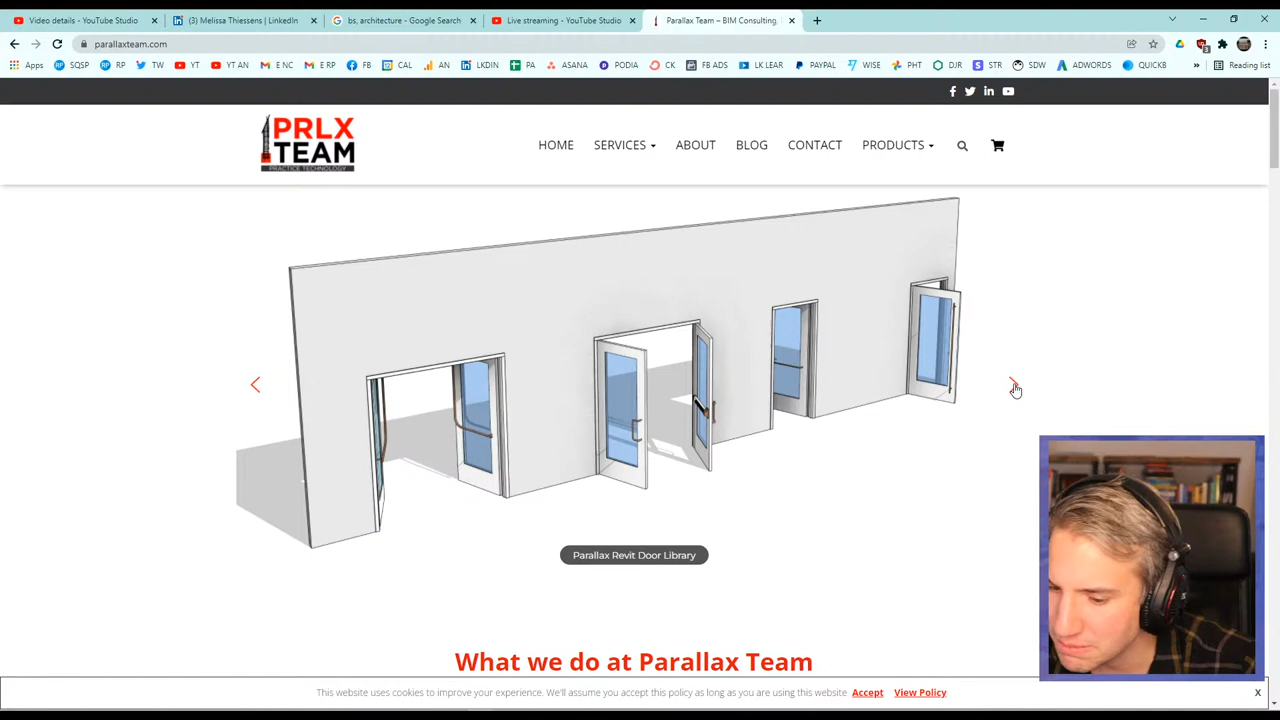 Video details - YouTube Studio
(3) Melissa Thiessens | LinkedIn
bs, architecture - Google Search
Live streaming - YouTube Studio
Parallax Team – BIM Consulting,
parallaxteam.com
Apps
SQSP
RP
TW
YT
YT AN
E NC
E RP
FB
CAL
AN
LKDIN
PA
ASANA
PODIA
CK
FB ADS
LK LEAR
PAYPAL
WISE
PHT
DJR
STR
SDW
ADWORDS
QUICKB
»
Reading list
PRLX
TEAM
PRACTICE TECHNOLOGY
HOME
SERVICES
ABOUT
BLOG
CONTACT
PRODUCTS
Parallax Revit Door Library
What we do at Parallax Team
This website uses cookies to improve your experience. We'll assume you accept this policy as long as you are using this website
Accept
View Policy
X